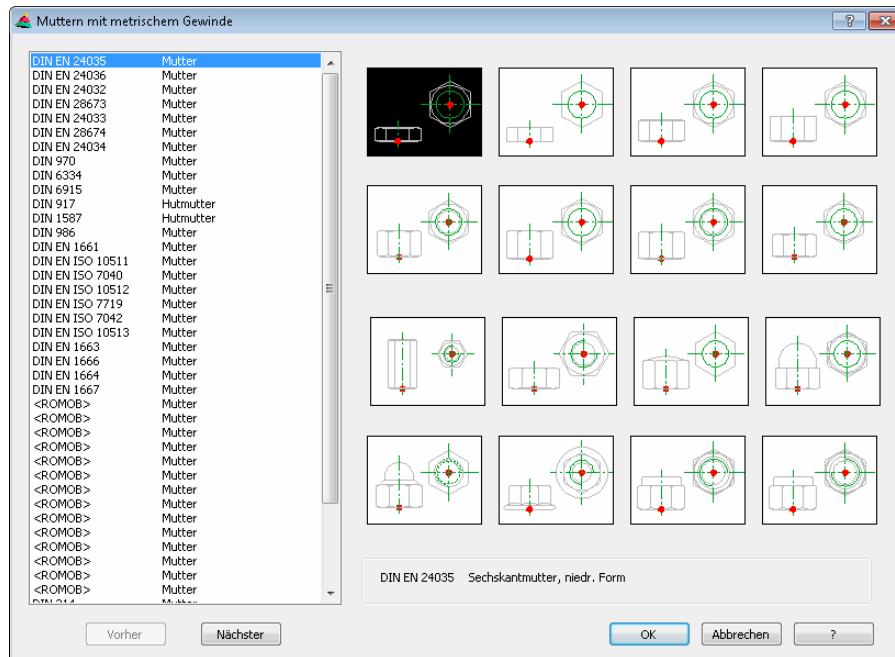 Muttern mit metrischem Gewinde
DIN EN 24035 Mutter
DIN EN 24036 Mutter
DIN EN 24032 Mutter
DIN EN 28673 Mutter
DIN EN 24033 Mutter
DIN EN 28674 Mutter
DIN EN 24034 Mutter
DIN 970 Mutter
DIN 6334 Mutter
DIN 6915 Mutter
DIN 917 Hutmutter
DIN 1587 Hutmutter
DIN 986 Mutter
DIN EN 1661 Mutter
DIN EN ISO 10511 Mutter
DIN EN ISO 7040 Mutter
DIN EN ISO 10512 Mutter
DIN EN ISO 7719 Mutter
DIN EN ISO 7042 Mutter
DIN EN ISO 10513 Mutter
DIN EN 1663 Mutter
DIN EN 1666 Mutter
DIN EN 1664 Mutter
DIN EN 1667 Mutter
<ROMOB> Mutter
<ROMOB> Mutter
<ROMOB> Mutter
<ROMOB> Mutter
<ROMOB> Mutter
<ROMOB> Mutter
<ROMOB> Mutter
<ROMOB> Mutter
<ROMOB> Mutter
<ROMOB> Mutter
<ROMOB> Mutter
<ROMOB> Mutter
<ROMOB> Mutter
<ROMOB> Mutter
DIN EN 24035 Sechskantmutter, niedr. Form
Vorher
Nächster
OK
Abbrechen
?